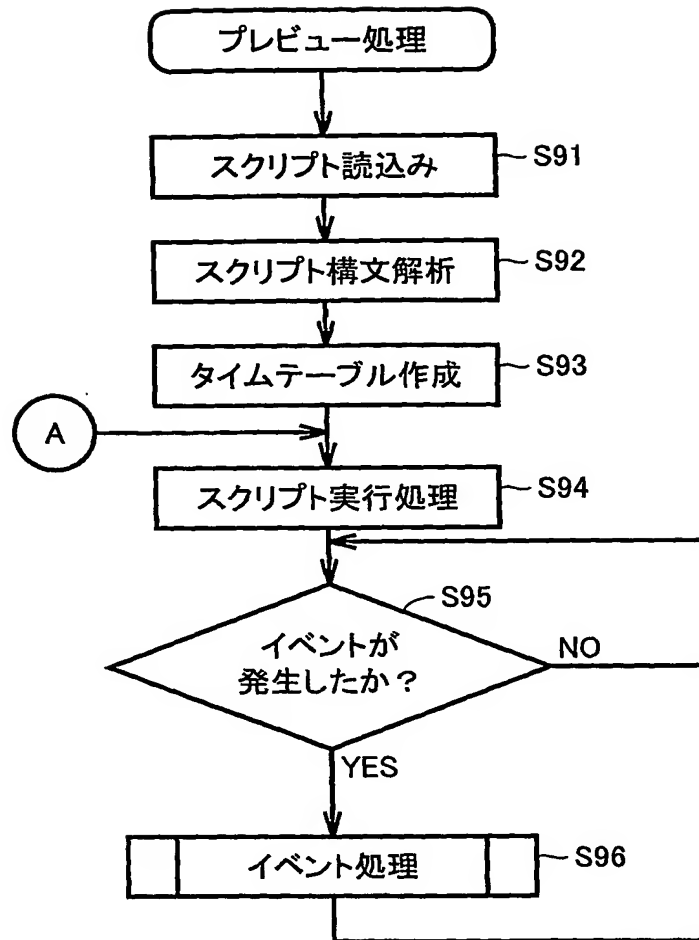 プレビュー処理
スクリプト読込み
S91
スクリプト構文解析
S92
タイムテーブル作成
S93
A
スクリプト実行処理
S94
S95
イベントが
発生したか？
NO
YES
イベント処理
S96